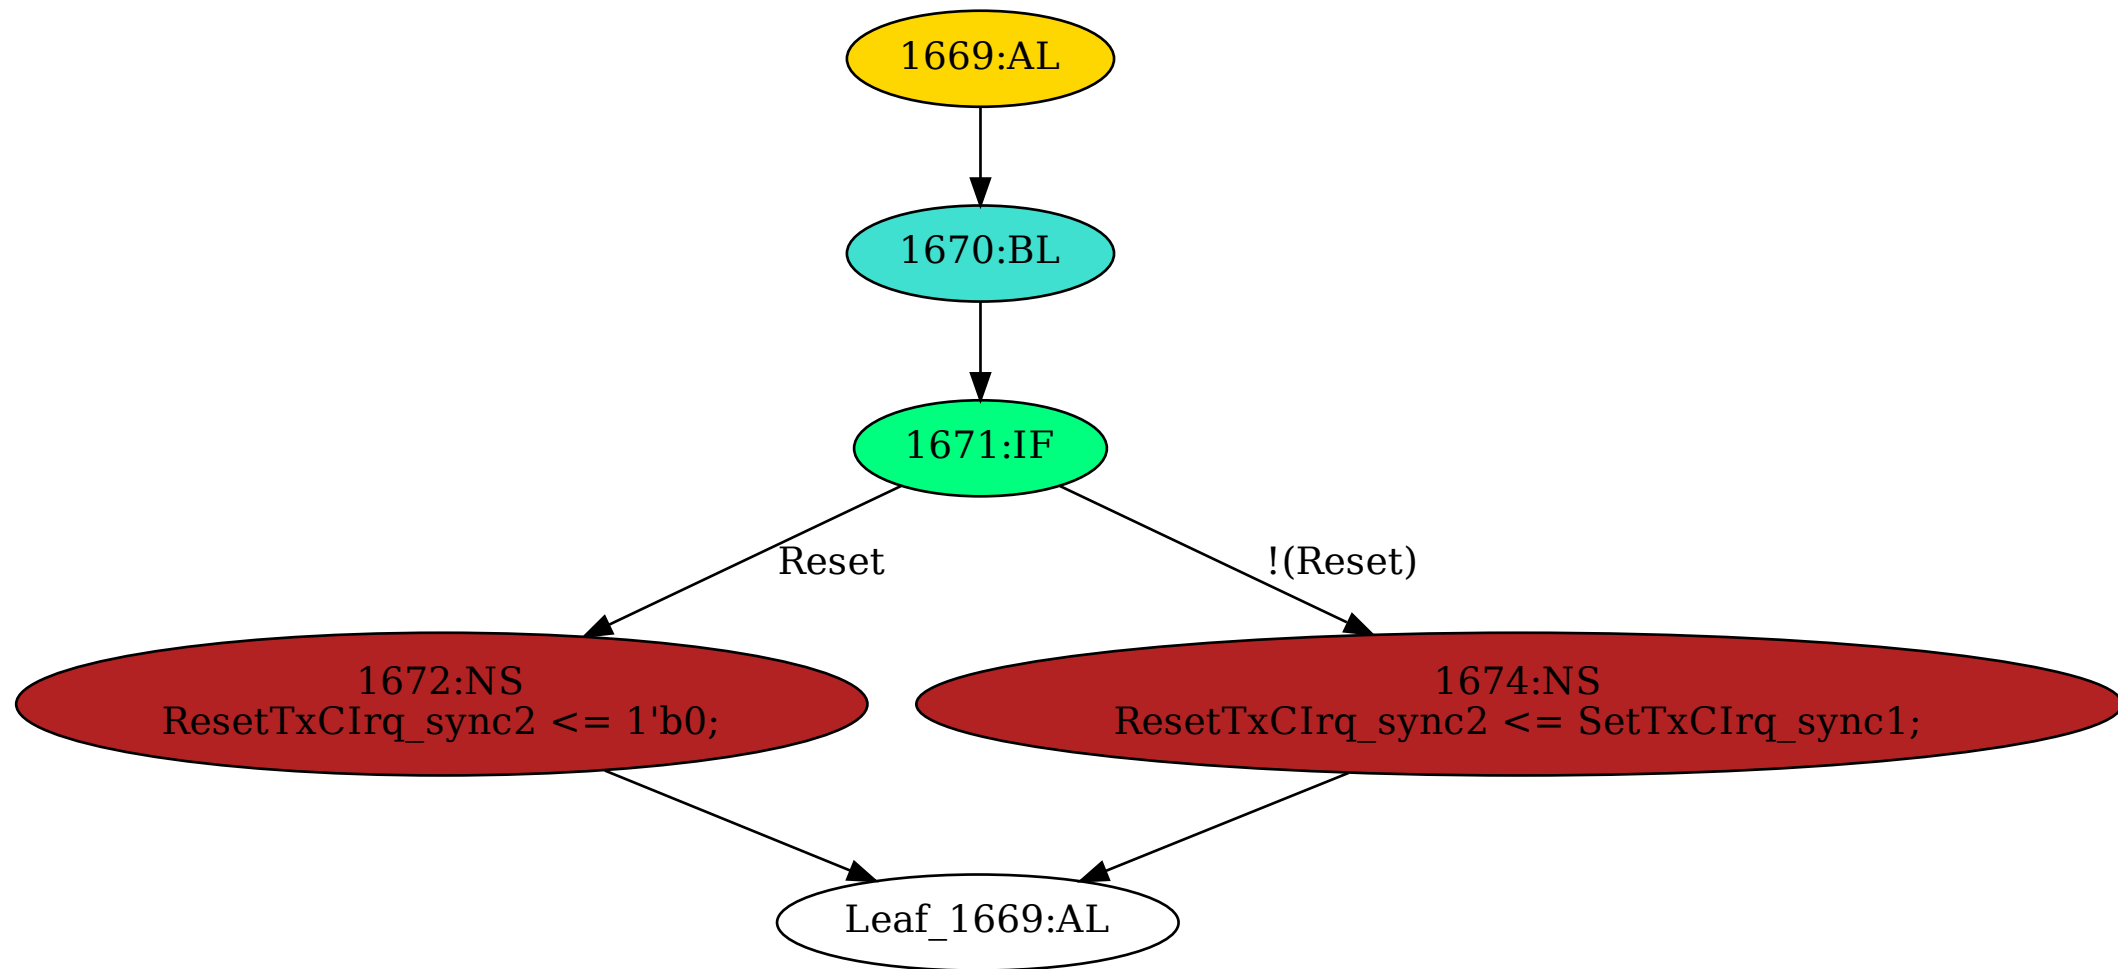 1669:AL
1670:BL
1671:IF
Reset
!(Reset)
1672:NS
ResetTxCIrq_sync2 <= 1'b0;
1674:NS
ResetTxCIrq_sync2 <= SetTxCIrq_sync1;
Leaf_1669:AL